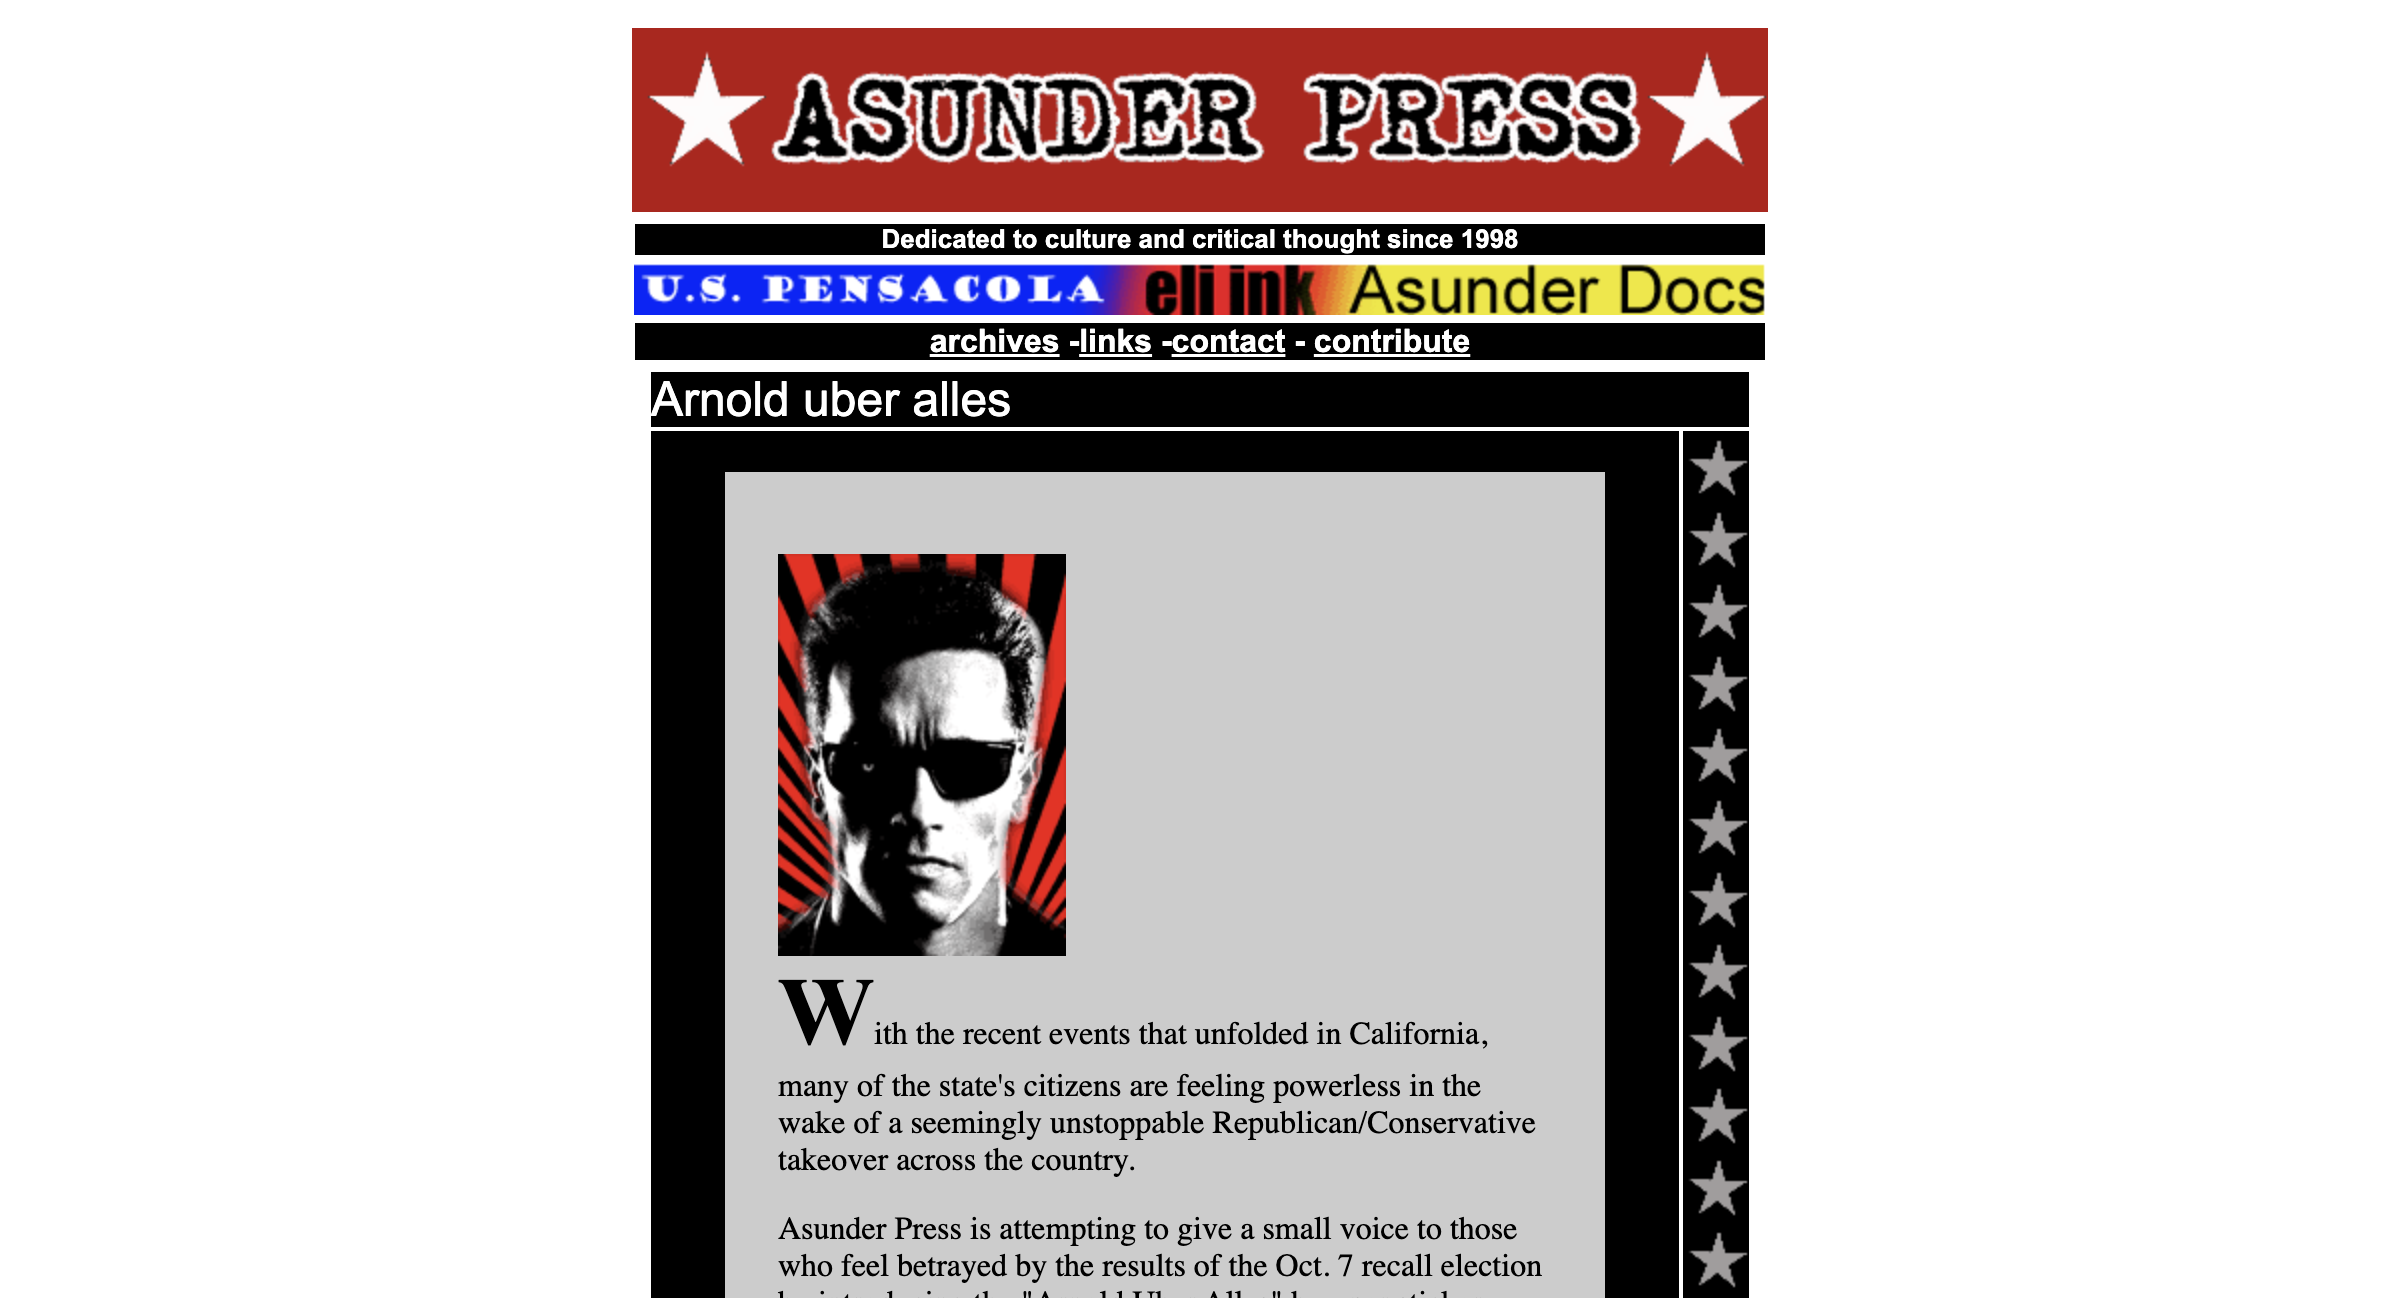 ASUNDER PRESS
Dedicated to culture and critical thought since 1998
U.S. PENSACOLA eli ink Asunder Docs
archives -links -contact - contribute
Arnold uber alles
With the recent events that unfolded in California,
many of the state's citizens are feeling powerless in the
wake of a seemingly unstoppable Republican/Conservative
takeover across the country.
Asunder Press is attempting to give a small voice to those
who feel betrayed by the results of the Oct. 7 recall election